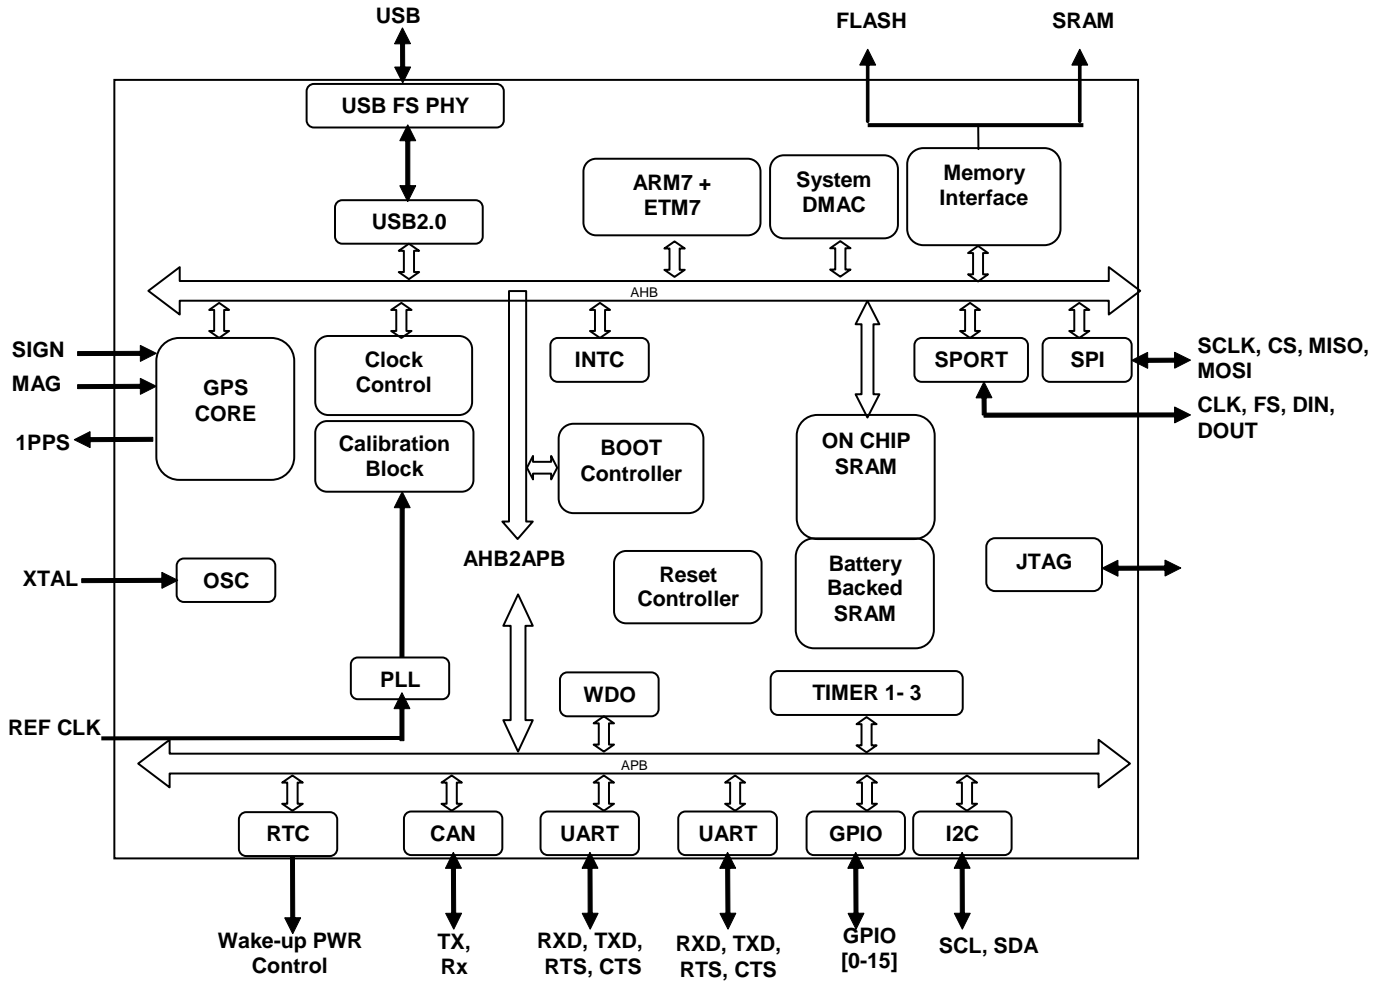 USB
FLASH
SRAM
USB FS PHY
ARM7 +
ETM7
System
DMAC
Memory
Interface
USB2.0
AHB
SIGN
MAG
1PPS
GPS
CORE
Clock
Control
INTC
SPORT
SPI
SCLK, CS, MISO,
MOSI
CLK, FS, DIN,
DOUT
Calibration
Block
BOOT
Controller
ON CHIP
SRAM
AHB2APB
XTAL
OSC
Reset
Controller
Battery
Backed
SRAM
JTAG
PLL
WDO
TIMER 1- 3
REF CLK
APB
RTC
CAN
UART
UART
GPIO
I2C
Wake-up PWR
Control
TX,
Rx
RXD, TXD,
RTS, CTS
RXD, TXD,
RTS, CTS
GPIO
[0-15]
SCL, SDA